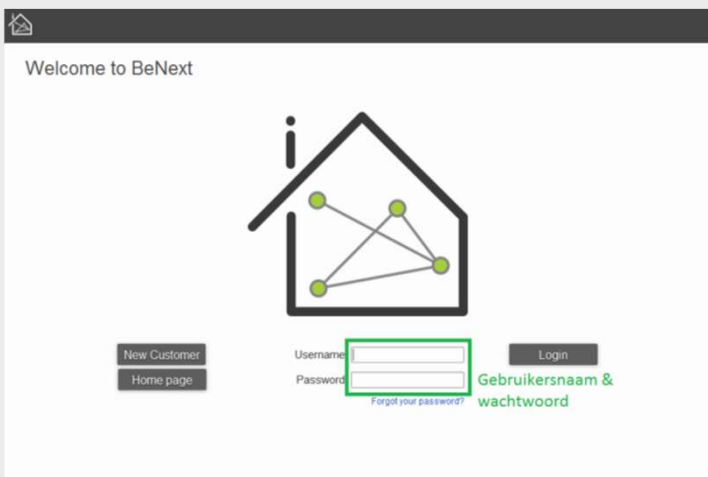 Welcome to BeNext
New Customer
Username
Login
Home page
Password
Gebruikersnaam &
wachtwoord
Forgot your password?